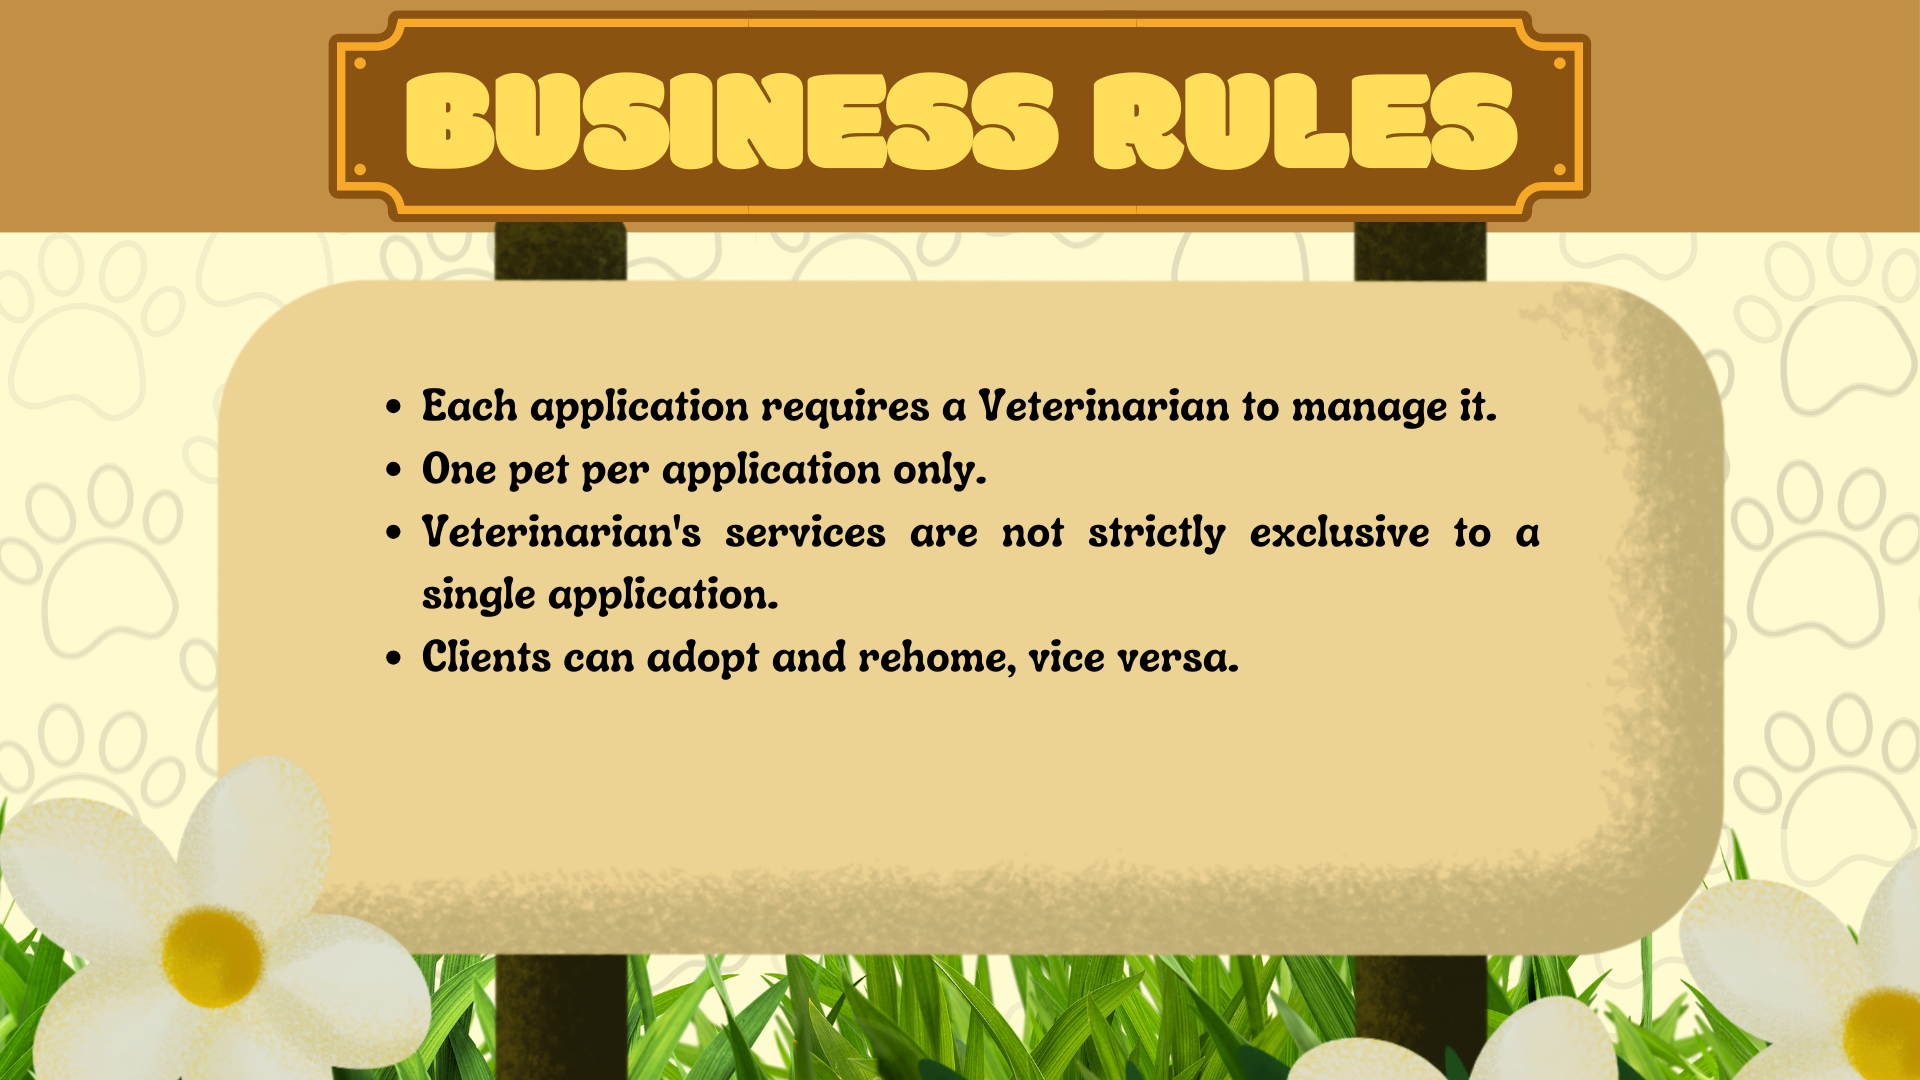 BUSINESS RULES
• Each application requires a Veterinarian to manage it.
• One pet per application only.
• Veterinarian's services are not strictly exclusive to a
single application.
• Clients can adopt and rehome, vice versa.